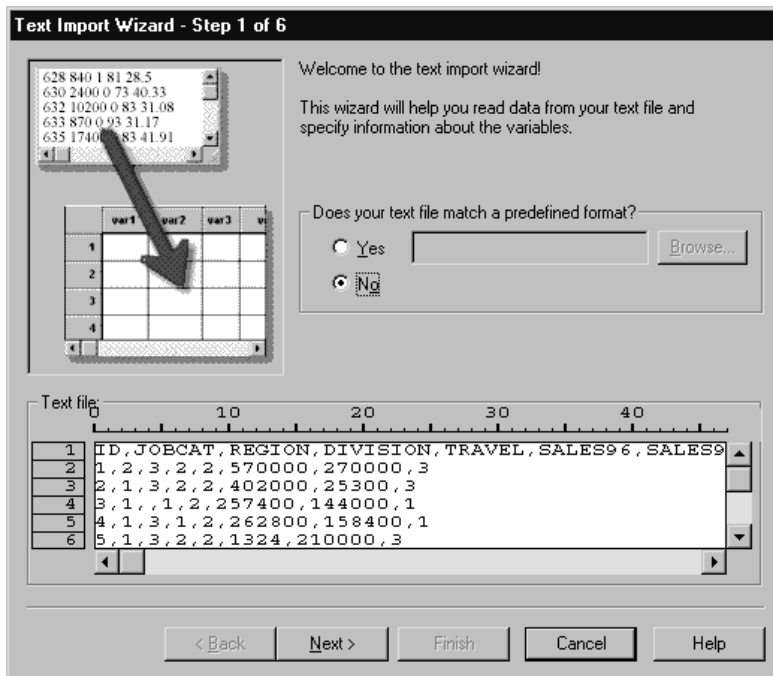 Text Import Wizard - Step 1 of 6
628 840 1 81 28.5
630 2400 0 73 40.33
632 10200 0 83 31.08
633 870 0 93 31.17
635 1740 83 41.91
var1 var2 var3 v
1
2
3
4
Welcome to the text import wizard!
This wizard will help you read data from your text file and
specify information about the variables.
Does your text file match a predefined format?
Yes
Browse...
No
Text file:
0 10 20 30 40
1 ID,JOBCAT,REGION,DIVISION,TRAVEL,SALES96,SALES9
2 1,2,3,2,2,570000,270000,3
3 2,1,3,2,2,402000,25300,3
4 3,1,,1,2,257400,144000,1
5 4,1,3,1,2,262800,158400,1
6 5,1,3,2,2,1324,210000,3
< Back
Next >
Finish
Cancel
Help